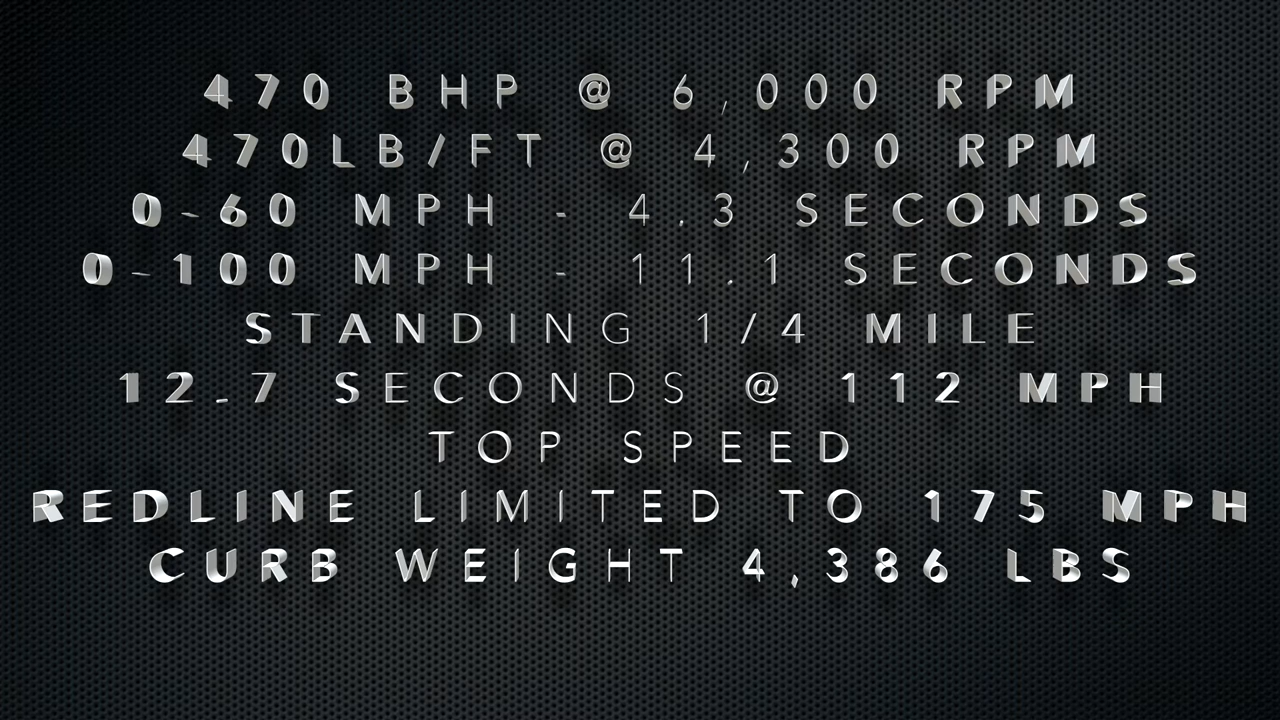 470 BHP @ 6,000 RPM
470LB/FT @ 4,300 RPM
0-60 MPH - 4.3 SECONDS
0-100 MPH - 11.1 SECONDS
STANDING 1/4 MILE
12.7 SECONDS @ 112 MPH
TOP SPEED
REDLINE LIMITED TO 175 MPH
CURB WEIGHT 4,386 LBS